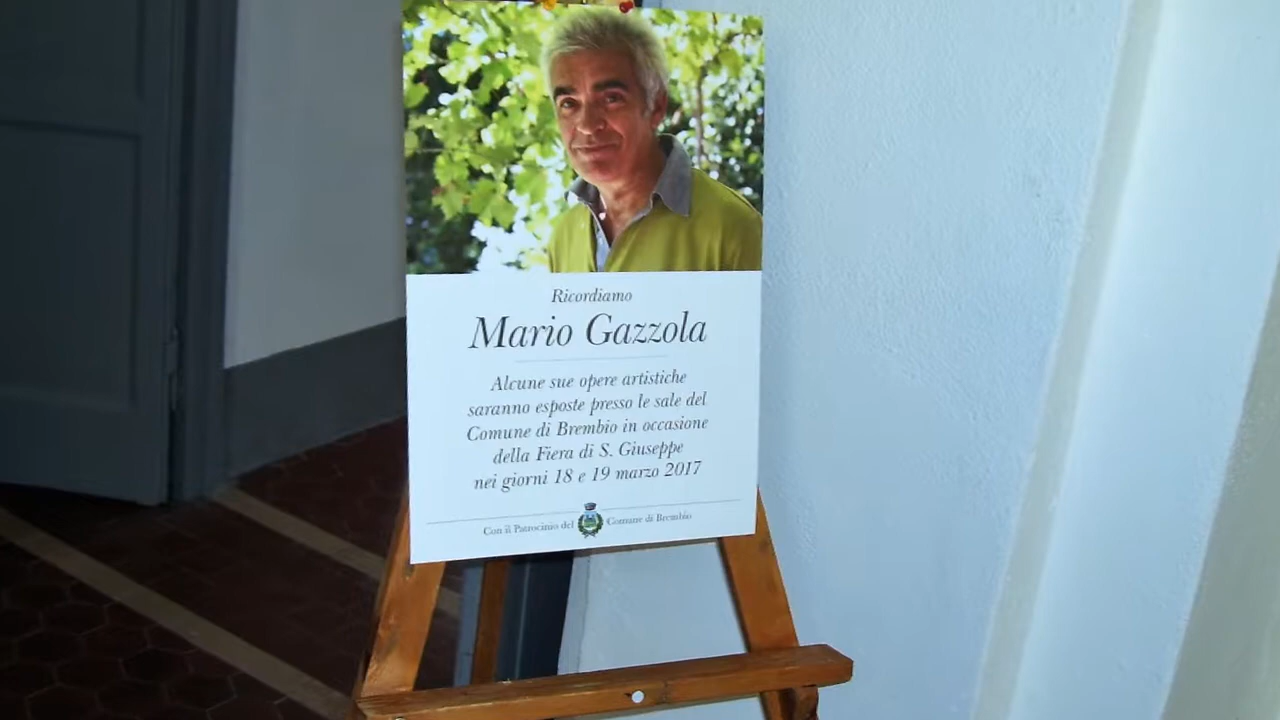 Ricordiamo
Mario Gazzola
Alcune sue opere artistiche
saranno esposte presso le sale del
Comune di Brembio in occasione
della Fiera di S. Giuseppe
nei giorni 18 e 19 marzo 2017
Con il Patrocinio del Comune di Brembio